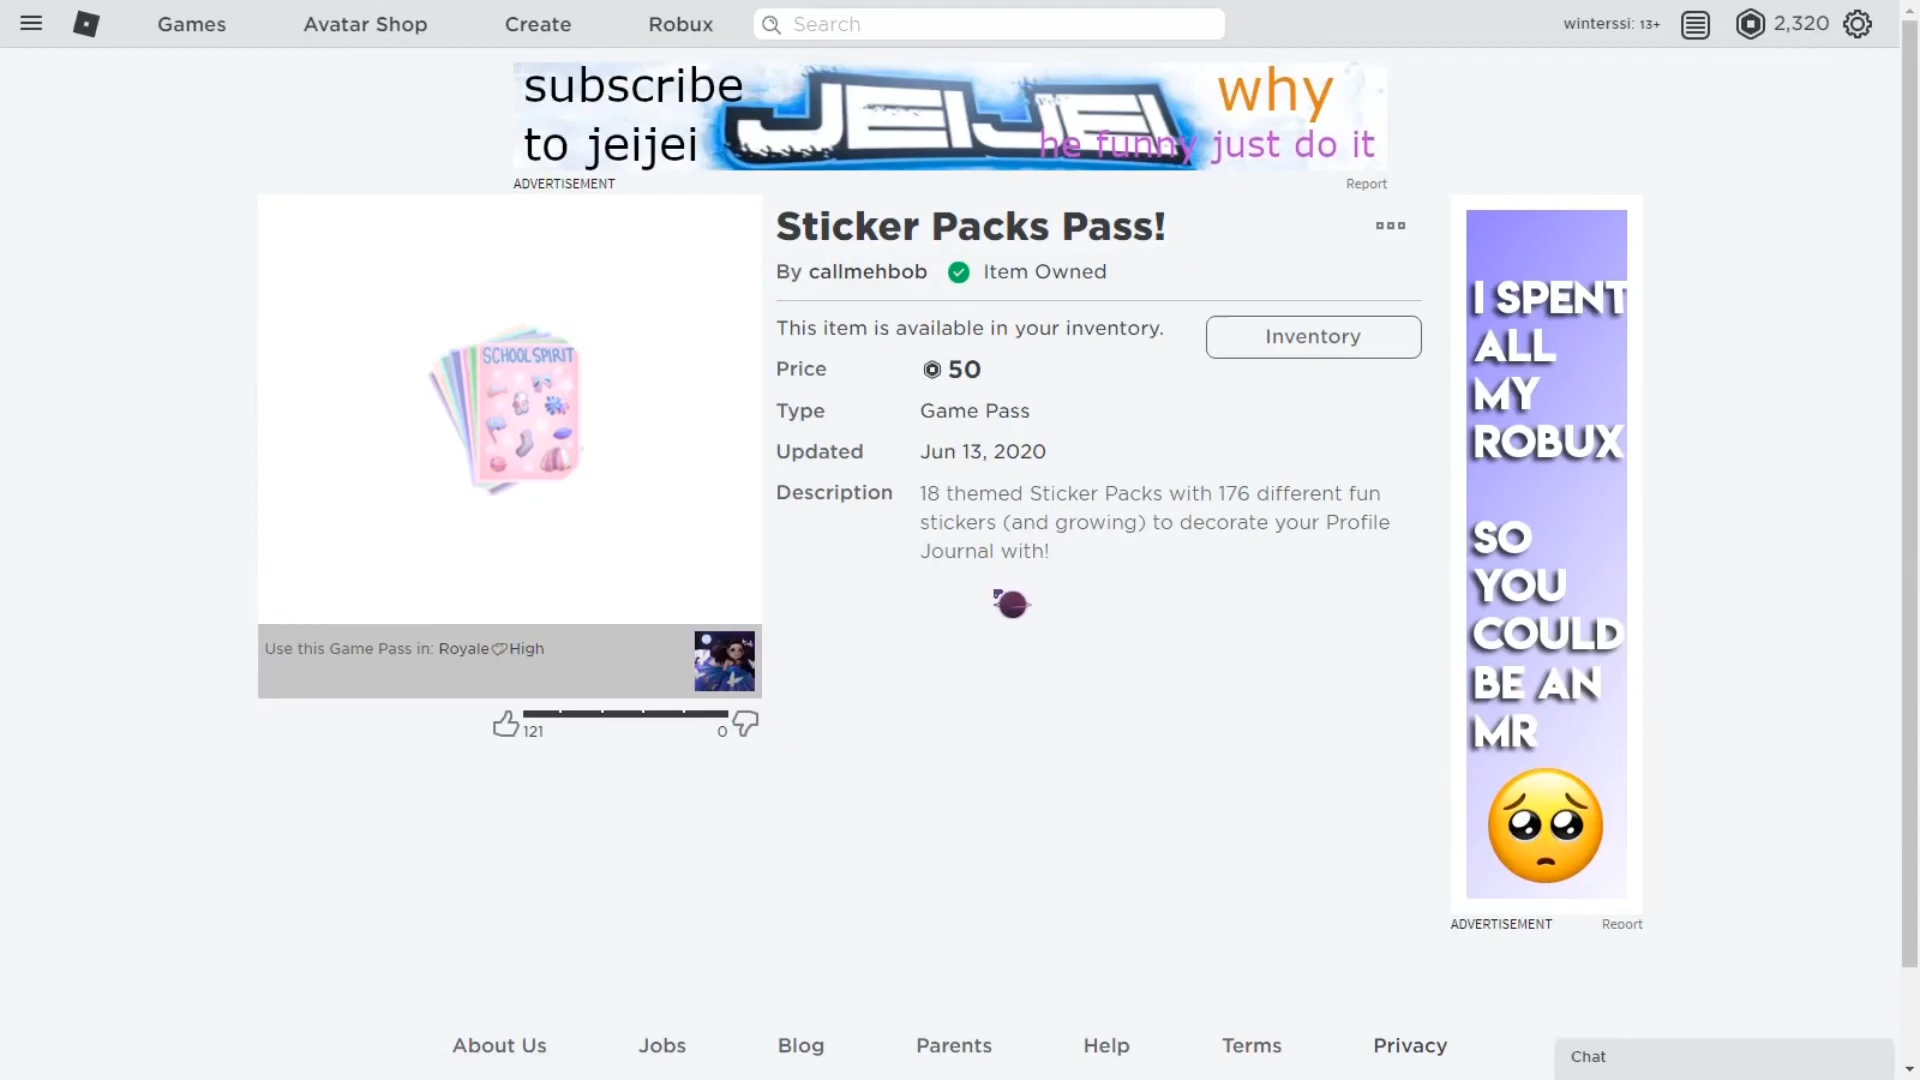 Games
Avatar Shop
Create
Robux
Search
winterssi: 13+
2,320
subscribe
to jeijei
JEIJEI
why
he funny just do it
ADVERTISEMENT
Report
SCHOOL SPIRIT
Sticker Packs Pass!
By callmehbob
Item Owned
This item is available in your inventory.
Inventory
Price
50
Type
Game Pass
Updated
Jun 13, 2020
Description
18 themed Sticker Packs with 176 different fun
stickers (and growing) to decorate your Profile
Journal with!
Use this Game Pass in: Royale♡High
121
0
I SPENT
ALL
MY
ROBUX
SO
YOU
COULD
BE AN
MR
ADVERTISEMENT
Report
About Us
Jobs
Blog
Parents
Help
Terms
Privacy
Chat